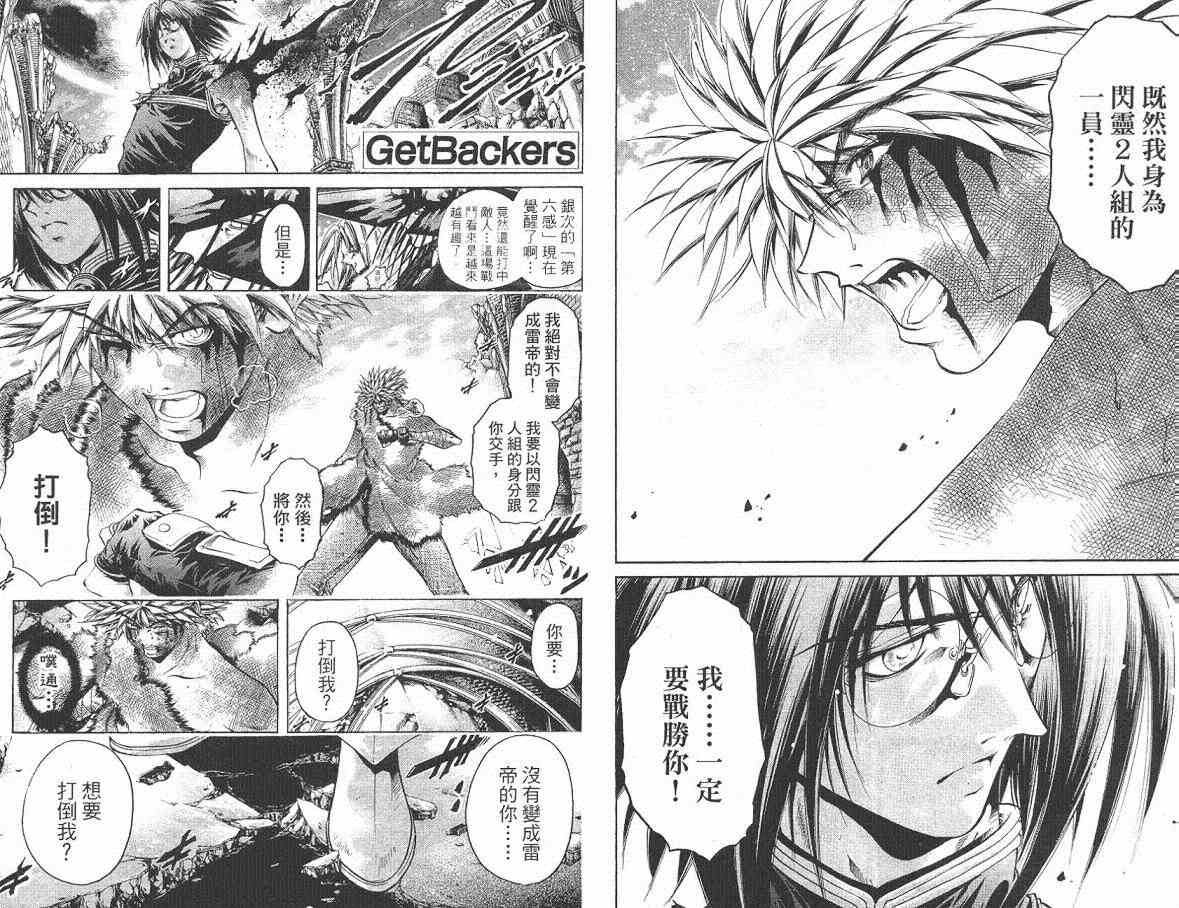 既然我身為
閃靈2人組的
一員……
我……一定
要戰勝你！
GetBackers
銀次的「第
六感」現在
覺醒了啊…
竟然還能打中
敵人…這場戰
鬥看來是越來
越有趣了。
但是…
我絕對不會變
成雷帝的！
我要以閃靈2
人組的身分跟
你交手，
然後…
將你…
打倒！
你要…
打倒我？
噗通…
沒有變成雷
帝的你……
想要
打倒我？